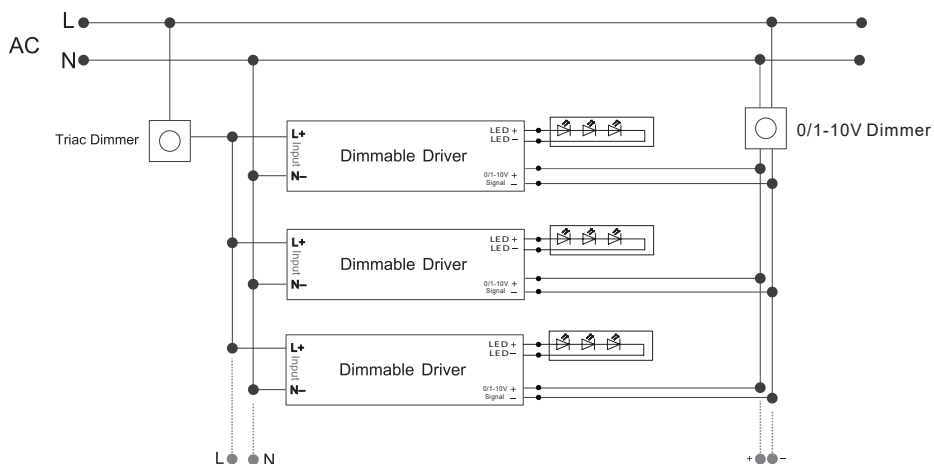 L
AC
N
Triac Dimmer
0/1-10V Dimmer
L+
Input
N–
Dimmable Driver
LED +
LED –
0/1-10V +
Signal –
L+
Input
N–
Dimmable Driver
LED +
LED –
0/1-10V +
Signal –
L+
Input
N–
Dimmable Driver
LED +
LED –
0/1-10V +
Signal –
L N
+ –